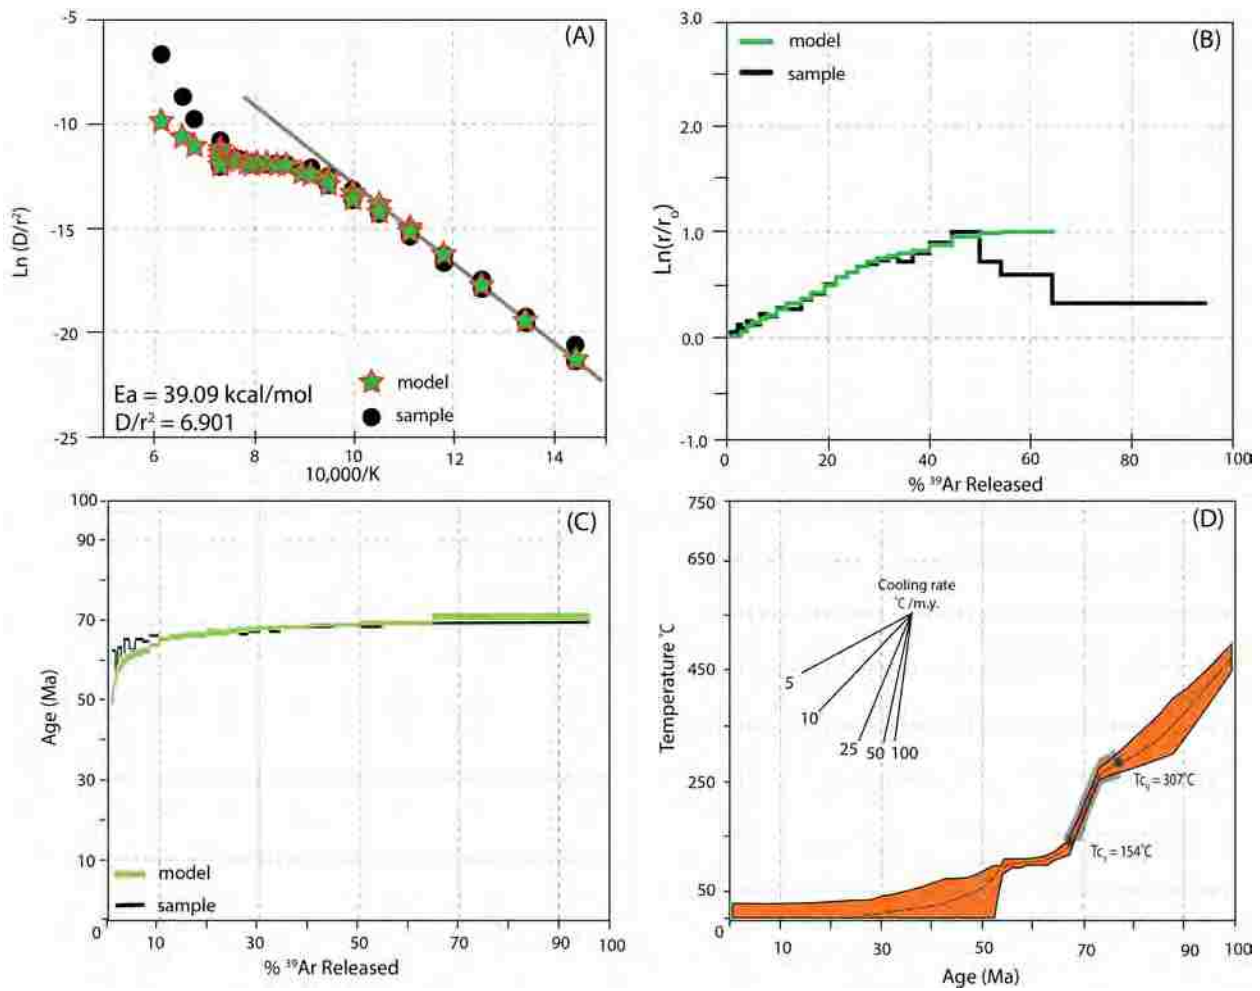 (A)
-5
-10
-15
-20
-25
Ln (D/r²)
model
sample
Ea = 39.09 kcal/mol
D/r² = 6.901
6 8 10 12 14
10,000/K
(B)
3.0
2.0
1.0
0.0
-1.0
Ln(r/rₒ)
model
sample
0 20 40 60 80 100
% ³⁹Ar Released
(C)
100
90
70
50
30
10
Age (Ma)
model
sample
0 10 30 50 70 90 100
% ³⁹Ar Released
(D)
750
650
450
250
50
0
Temperature °C
Cooling rate
°C /m.y.
5
10
25 50 100
Tc = 307°C
Tc = 154°C
10 30 50 70 90 100
Age (Ma)